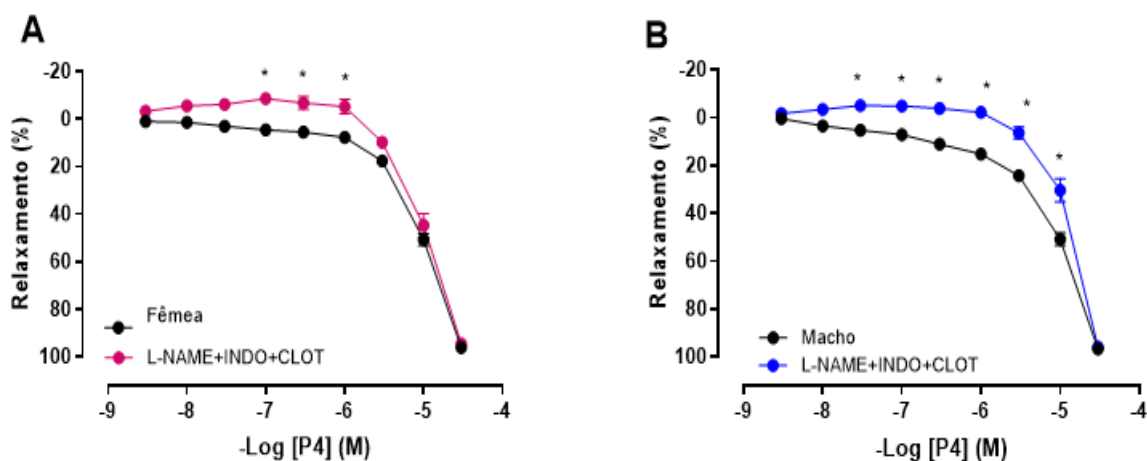 A
Relaxamento (%)
-20
0
20
40
60
80
100
* * *
Fêmea
L-NAME+INDO+CLOT
-9 -8 -7 -6 -5 -4
-Log [P4] (M)
B
Relaxamento (%)
-20
0
20
40
60
80
100
* * * * * *
Macho
L-NAME+INDO+CLOT
-9 -8 -7 -6 -5 -4
-Log [P4] (M)